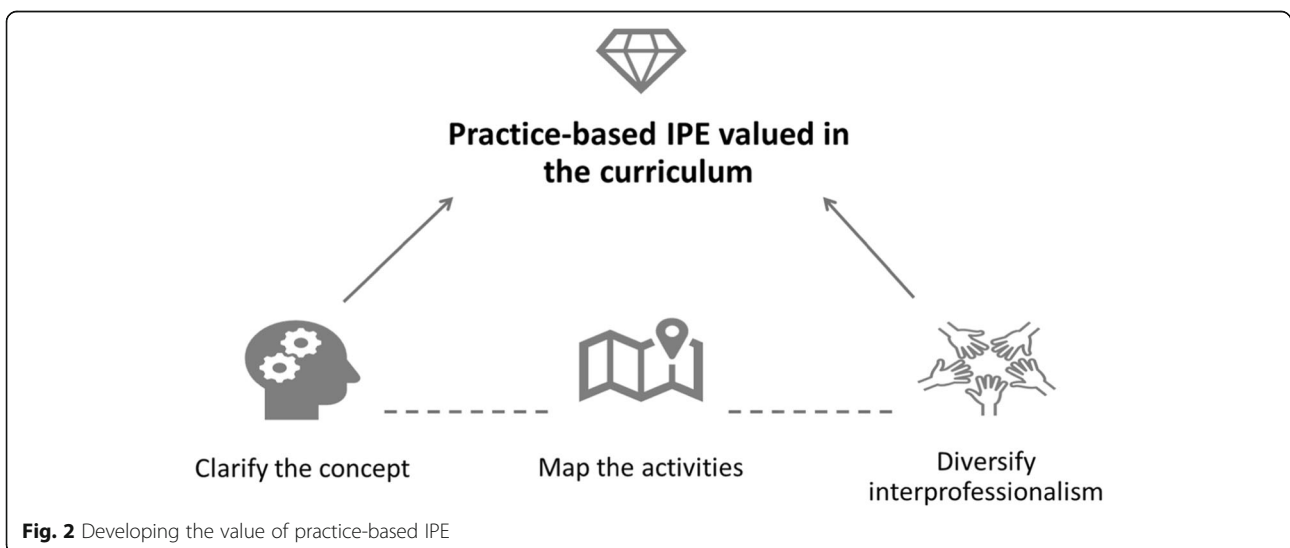 Practice-based IPE valued in
the curriculum
Clarify the concept
Map the activities
Diversify
interprofessionalism
Fig. 2 Developing the value of practice-based IPE